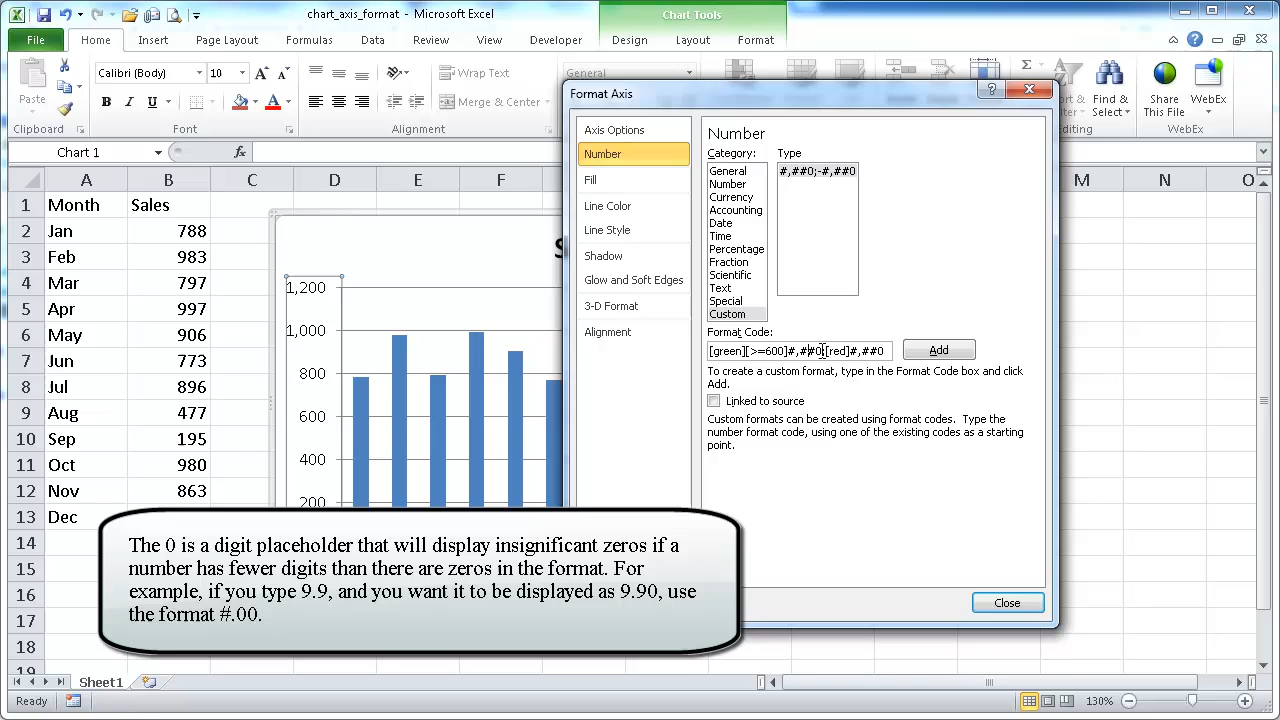 chart_axis_format - Microsoft Excel
Chart Tools
File Home Insert Page Layout Formulas Data Review View Developer Design Layout Format
Paste
Calibri (Body) 10
B I U
Wrap Text
Merge & Center
General
Find &
Select
Share
This File
WebEx
Clipboard Font Alignment Editing WebEx
Chart 1 fx
A B C D E F M N O
1 Month Sales
2 Jan 788
3 Feb 983
4 Mar 797
5 Apr 997
6 May 906
7 Jun 773
8 Jul 896
9 Aug 477
10 Sep 195
11 Oct 980
12 Nov 863
13 Dec
14
15
16
17
18
19
S
1,200
1,000
800
600
400
200
Format Axis
Axis Options
Number
Fill
Line Color
Line Style
Shadow
Glow and Soft Edges
3-D Format
Alignment
Number
Category: Type
General
Number
Currency
Accounting
Date
Time
Percentage
Fraction
Scientific
Text
Special
Custom
#,##0;-#,##0
Format Code:
[green][>=600]#,##0;[red]#,##0 Add
To create a custom format, type in the Format Code box and click
Add.
Linked to source
Custom formats can be created using format codes. Type the
number format code, using one of the existing codes as a starting
point.
Close
The 0 is a digit placeholder that will display insignificant zeros if a
number has fewer digits than there are zeros in the format. For
example, if you type 9.9, and you want it to be displayed as 9.90, use
the format #.00.
Sheet1
Ready 130%